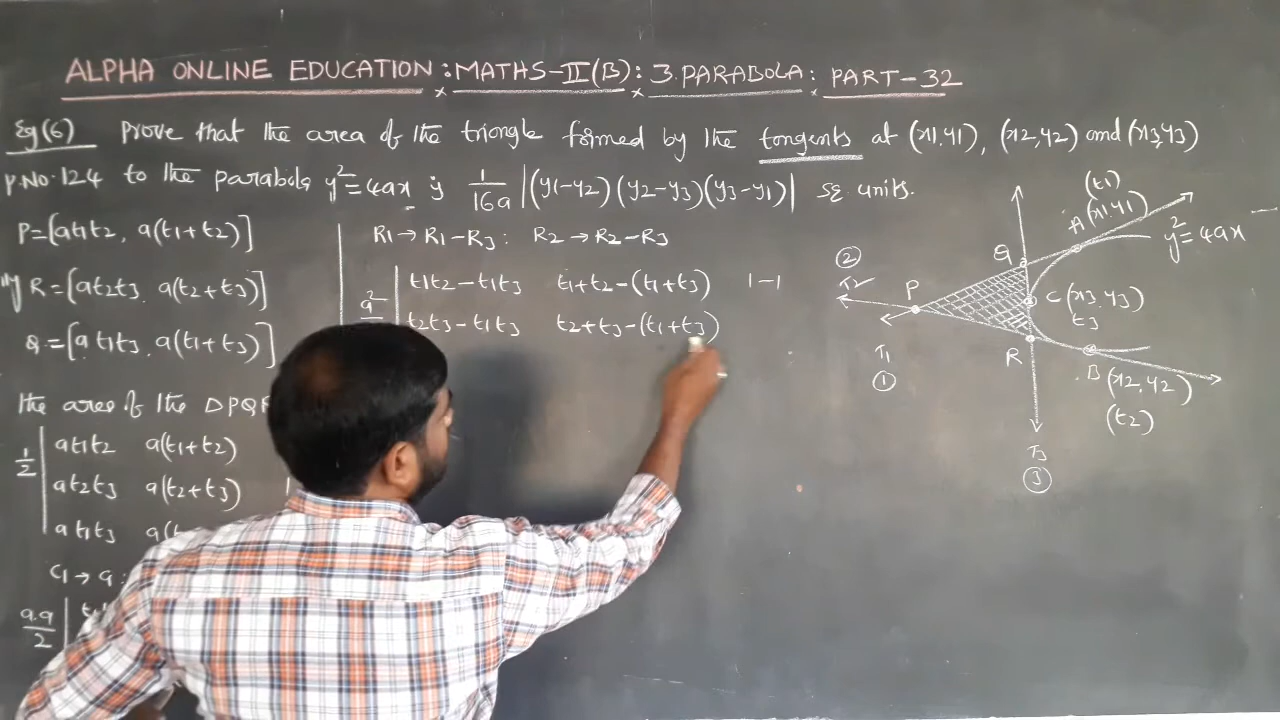 ALPHA ONLINE EDUCATION : MATHS-II(B) : 3.PARABOLA : PART-32
Eg(6) Prove that the area of the triangle formed by the tangents at (x1,y1), (x2,y2) and (x3,y3)
P.No.124 to the parabola y²=4ax is 1/16a |(y1-y2)(y2-y3)(y3-y1)| sq units.
P=[at1t2, a(t1+t2)]
R=[at2t3, a(t2+t3)]
Q=[at1t3, a(t1+t3)]
the area of the ΔPQR
1/2 | at1t2 a(t1+t2)
at2t3 a(t2+t3) 1
at1t3 a(t
C1→a
a.a/2 |
R1→R1-R3: R2→R2-R3
a² | t1t2-t1t3 t1+t2-(t1+t3) 1-1
t2t3-t1t3 t2+t3-(t1+t3)
(t1)
A(x1,y1)
y²=4ax
Q
②
T2
P
C(x3,y3)
t3
R
T1
①
B(x2,y2)
(t2)
T3
③